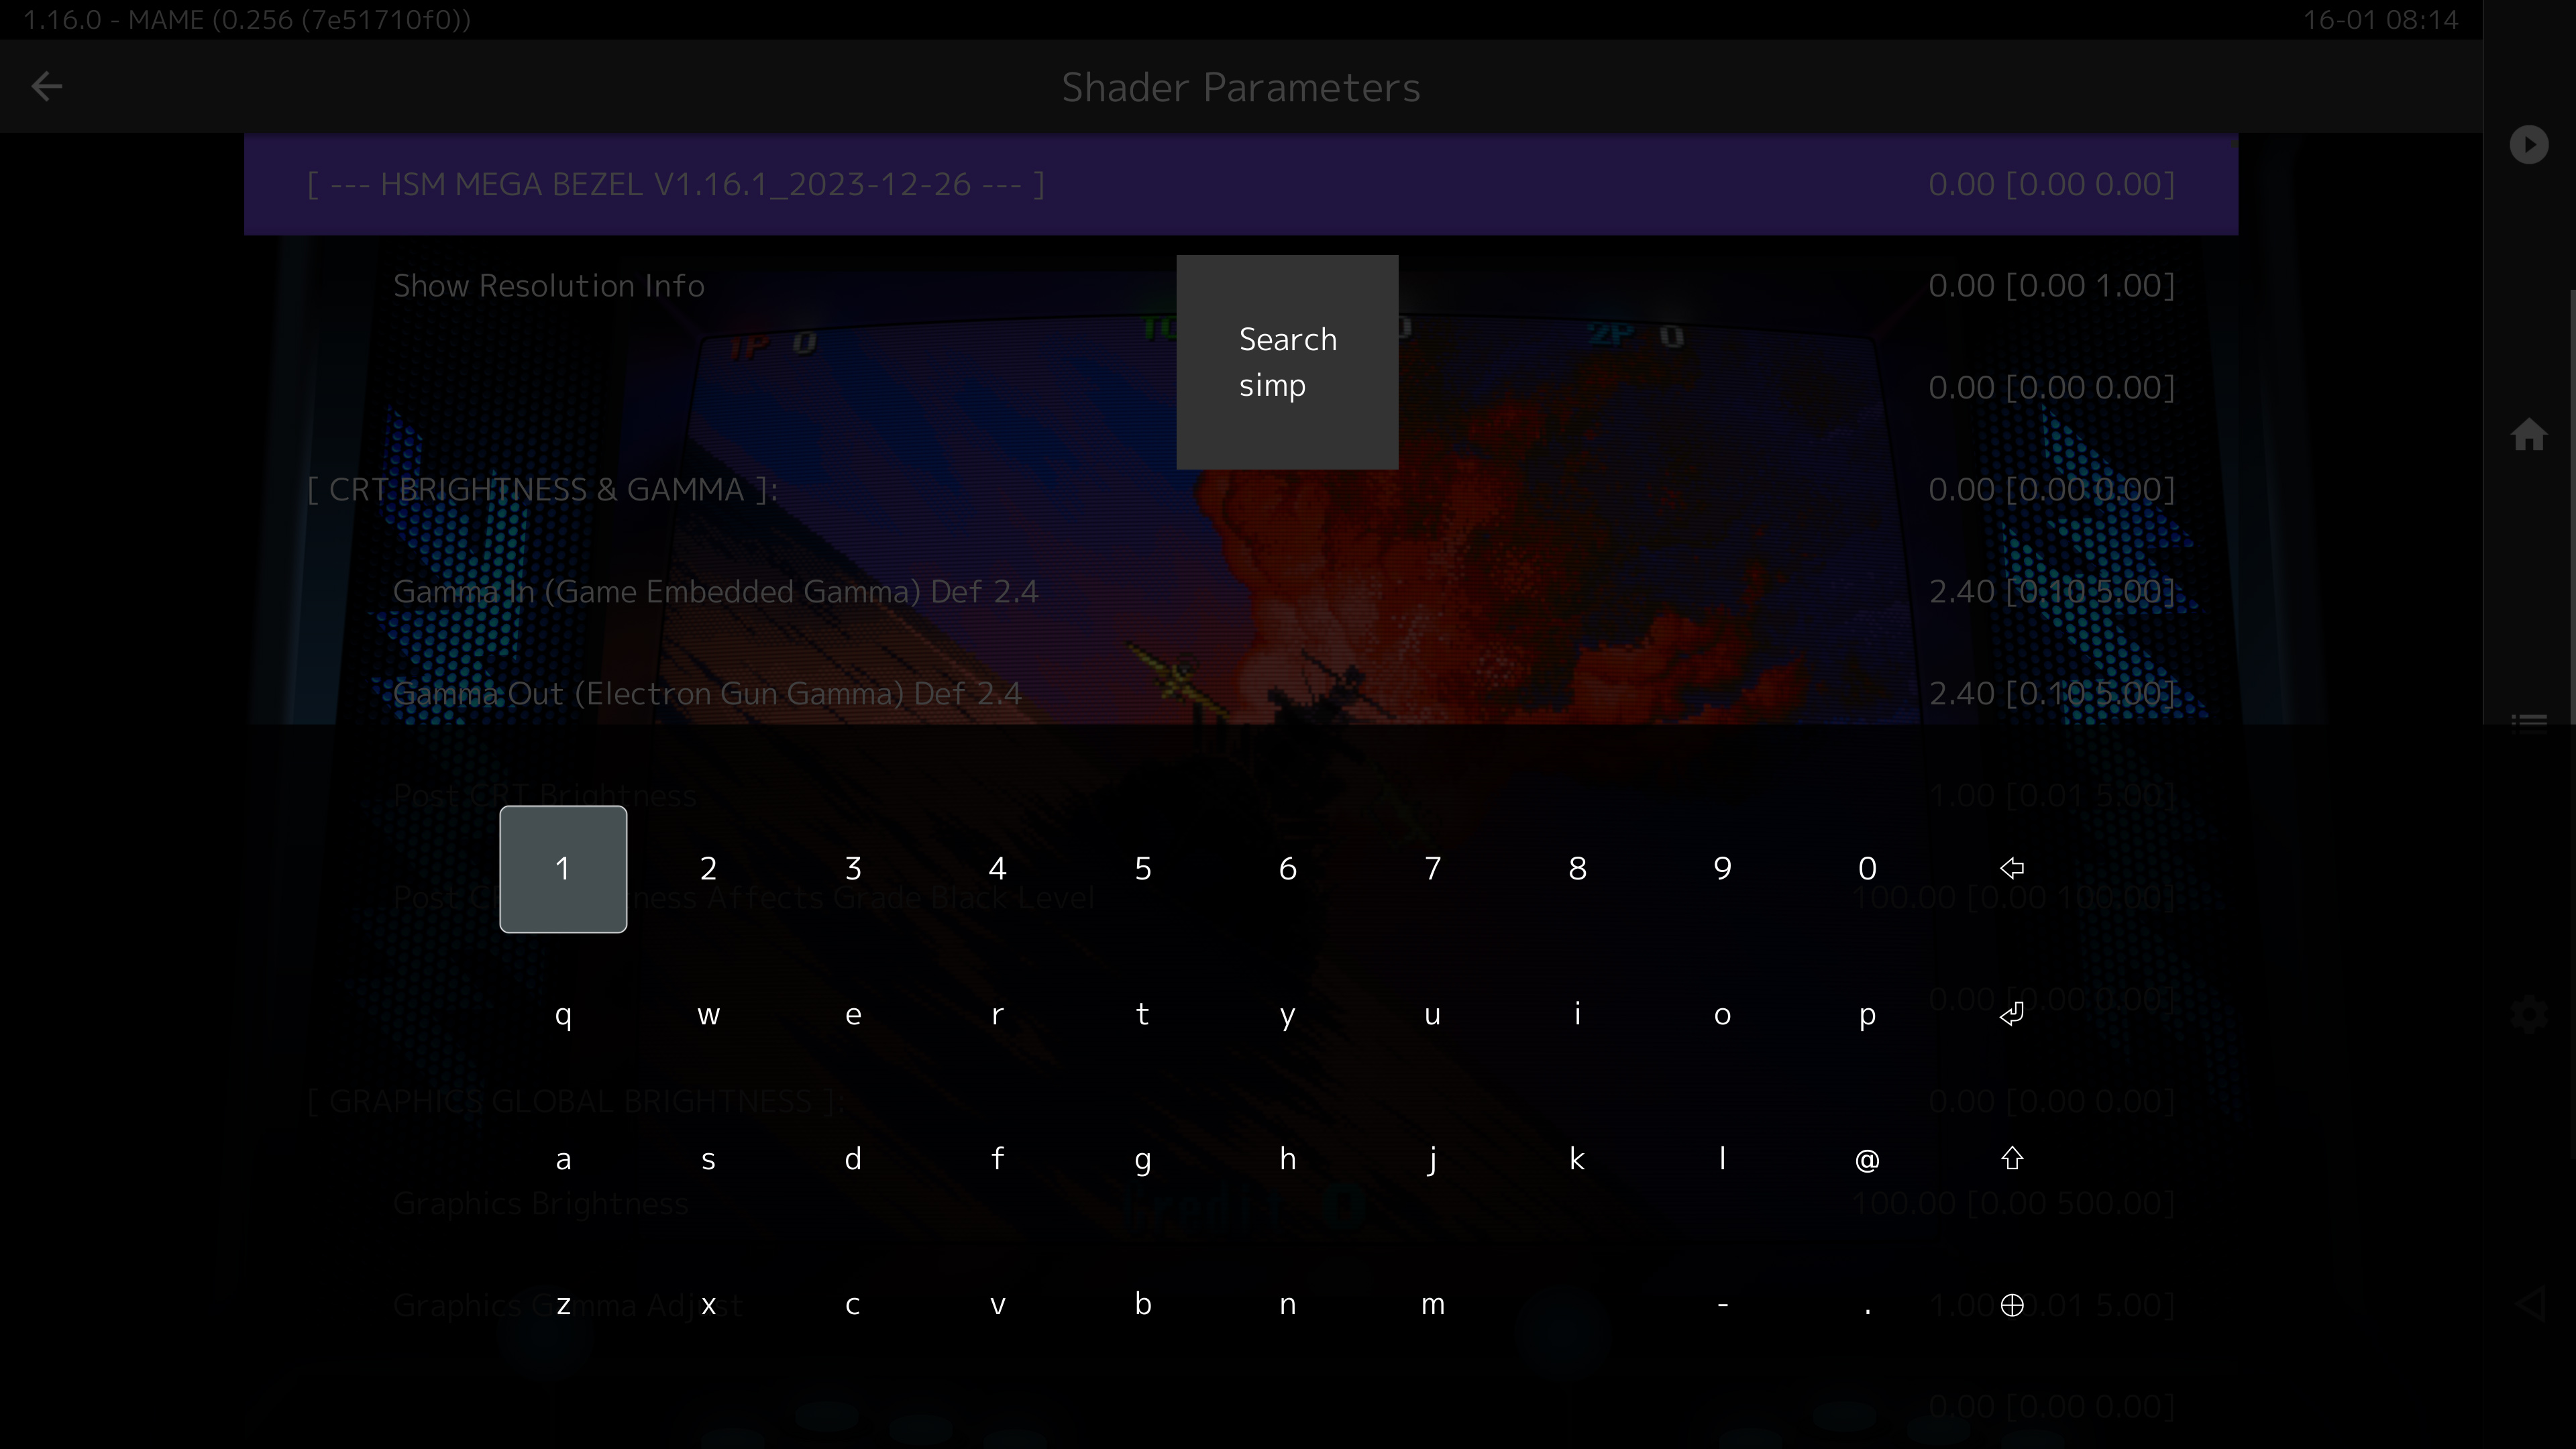 1.16.0 - MAME (0.256 (7e51710f0))
16-01 08:14
Shader Parameters
[ --- HSM MEGA BEZEL V1.16.1_2023-12-26 --- ] 0.00 [0.00 0.00]
Show Resolution Info 0.00 [0.00 1.00]
1P 0
2P 0
Search
simp
0.00 [0.00 0.00]
[ CRT BRIGHTNESS & GAMMA ]: 0.00 [0.00 0.00]
Gamma In (Game Embedded Gamma) Def 2.4 2.40 [0.10 5.00]
Gamma Out (Electron Gun Gamma) Def 2.4 2.40 [0.10 5.00]
Post CRT Brightness 1.00 [0.01 5.00]
1 2 3 4 5 6 7 8 9 0
Post Affects Grade Black Level 100.00 [0.00 100.00]
0.00 [0.00 0.00]
q w e r t y u i o p
[ GRAPHICS GLOBAL BRIGHTNESS ]: 0.00 [0.00 0.00]
a s d f g h j k l @
Graphics Brightness 100.00 [0.00 500.00]
Credit 0
Graphics Gamma Adjust 1.00 [0.01 5.00]
z x c v b n m - .
0.00 [0.00 0.00]